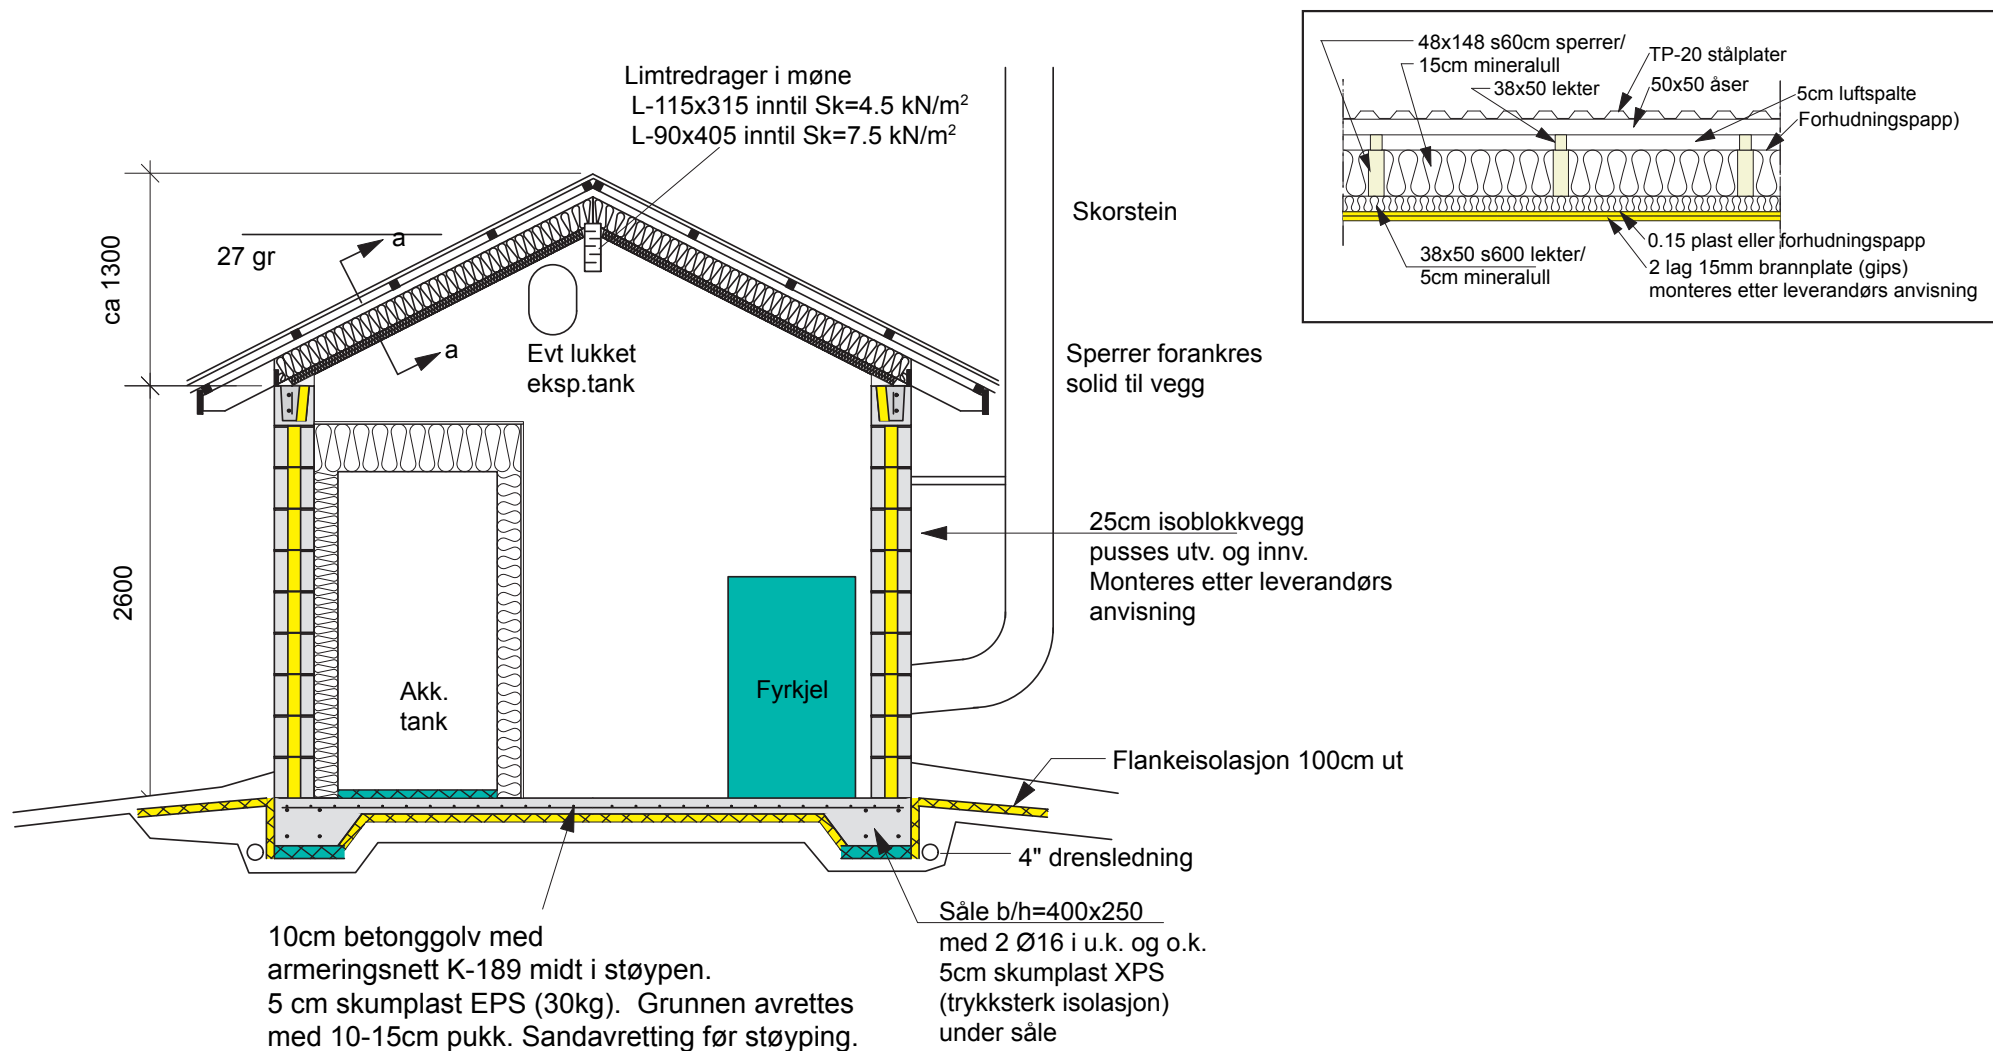 Limtredrager i møne
L-115x315 inntil Sk=4.5 kN/m²
L-90x405 inntil Sk=7.5 kN/m²
48x148 s60cm sperrer/
15cm mineralull
38x50 lekter
TP-20 stålplater
50x50 åser
5cm luftspalte
Forhudningspapp)
38x50 s600 lekter/
5cm mineralull
0.15 plast eller forhudningspapp
2 lag 15mm brannplate (gips)
monteres etter leverandørs anvisning
ca 1300
27 gr
a
a
Evt lukket
eksp.tank
Skorstein
Sperrer forankres
solid til vegg
2600
25cm isoblokkvegg
pusses utv. og innv.
Monteres etter leverandørs
anvisning
Akk.
tank
Fyrkjel
Flankeisolasjon 100cm ut
4" drensledning
10cm betonggolv med
armeringsnett K-189 midt i støypen.
5 cm skumplast EPS (30kg).  Grunnen avrettes
med 10-15cm pukk. Sandavretting før støyping.
Såle b/h=400x250
med 2 Ø16 i u.k. og o.k.
5cm skumplast XPS
(trykksterk isolasjon)
under såle